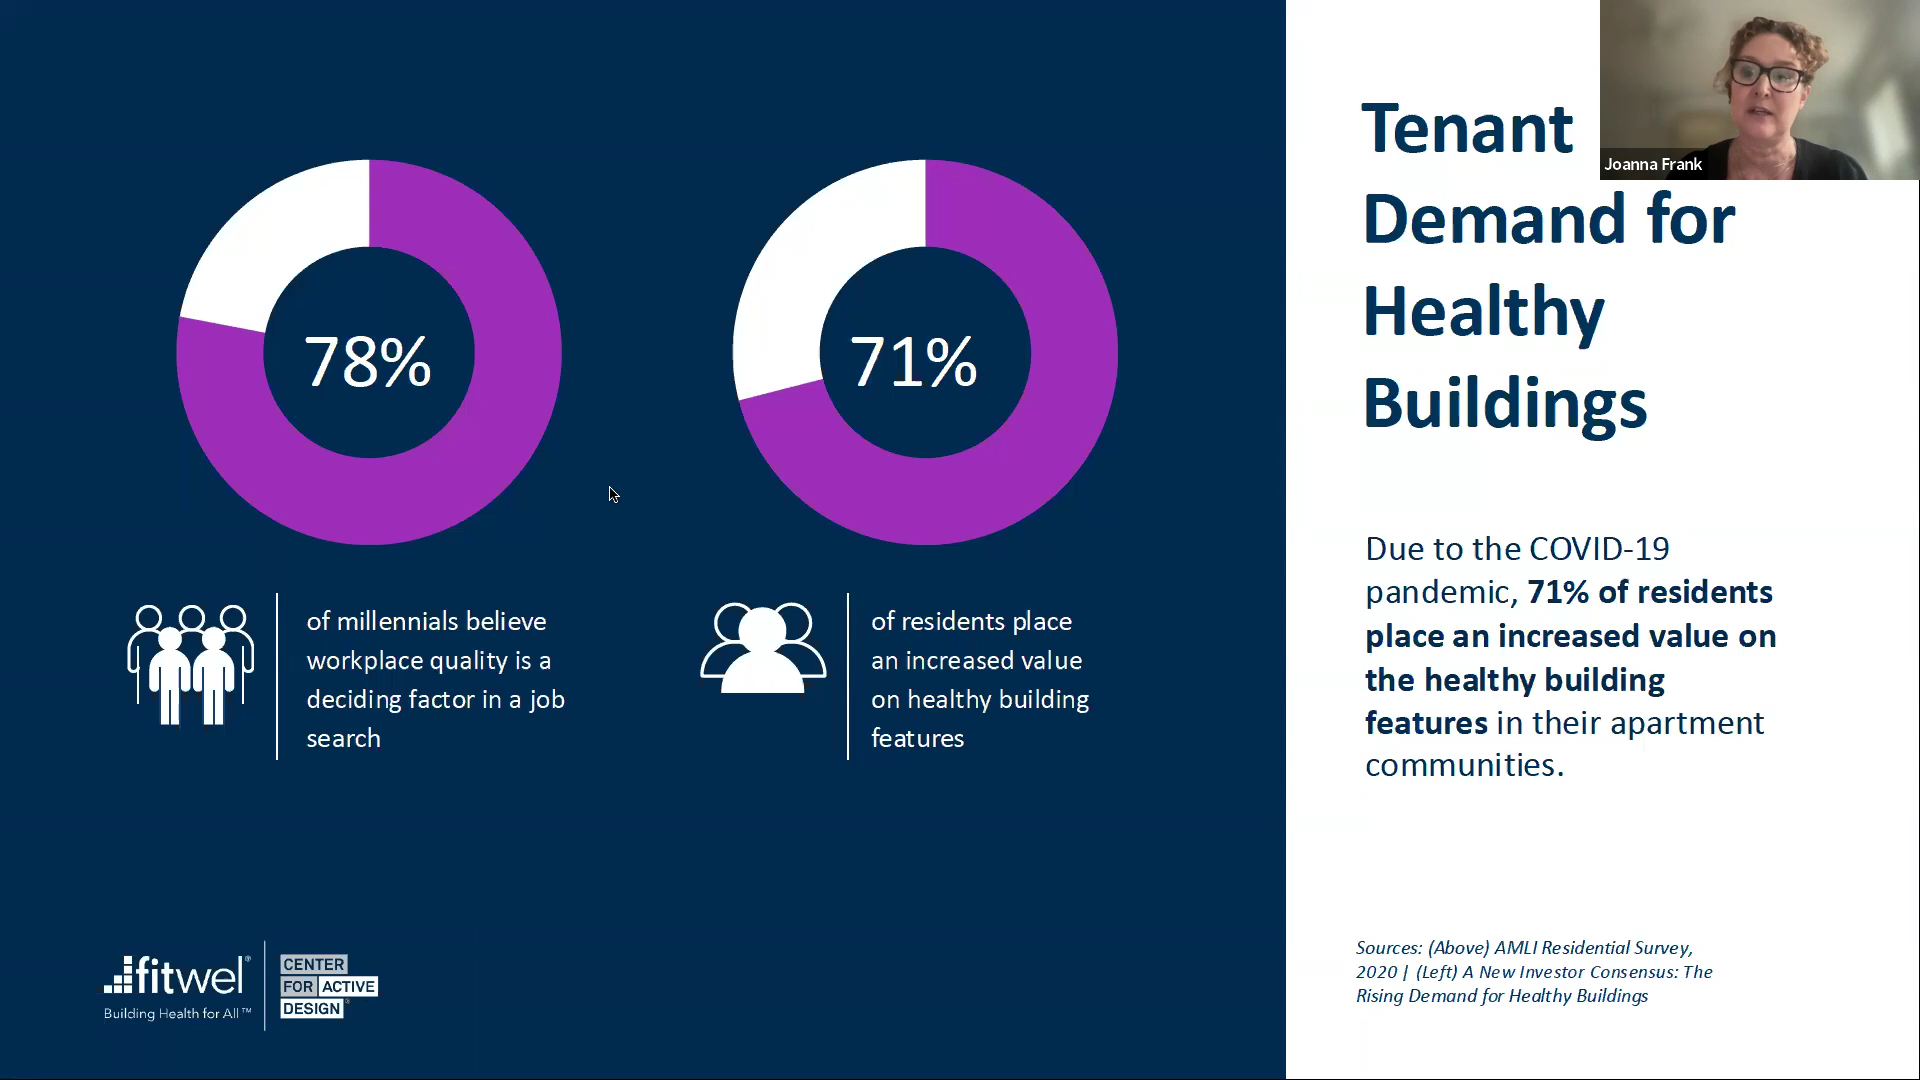 78%
71%
of millennials believe
workplace quality is a
deciding factor in a job
search
of residents place
an increased value
on healthy building
features
fitwel®
Building Health for All™
CENTER
FOR ACTIVE
DESIGN®
Tenant
Demand for
Healthy
Buildings
Joanna Frank
Due to the COVID-19
pandemic, 71% of residents
place an increased value on
the healthy building
features in their apartment
communities.
Sources: (Above) AMLI Residential Survey,
2020 | (Left) A New Investor Consensus: The
Rising Demand for Healthy Buildings